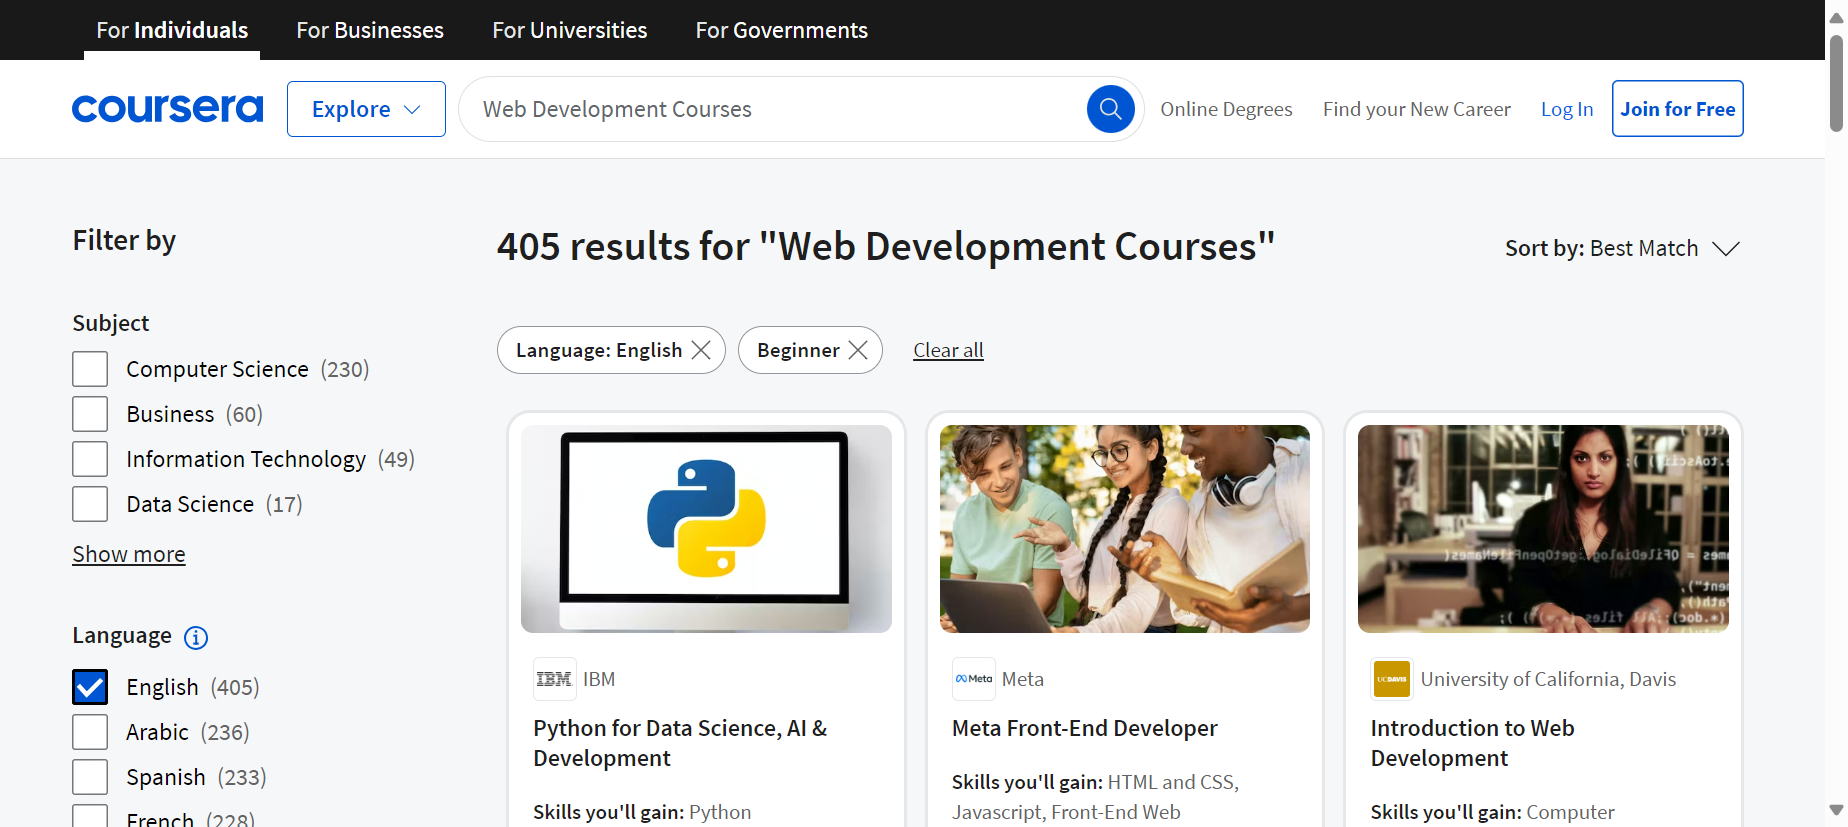 For Individuals
For Businesses
For Universities
For Governments
coursera
Explore
Web Development Courses
Online Degrees
Find your New Career
Log In
Join for Free
Filter by
Subject
Computer Science (230)
Business (60)
Information Technology (49)
Data Science (17)
Show more
Language
English (405)
Arabic (236)
Spanish (233)
French (228)
405 results for "Web Development Courses"
Sort by: Best Match
Language: English
Beginner
Clear all
IBM
IBM
Python for Data Science, AI &
Development
Skills you'll gain: Python
Meta
Meta
Meta Front-End Developer
Skills you'll gain: HTML and CSS,
Javascript, Front-End Web
UCDAVIS
University of California, Davis
Introduction to Web
Development
Skills you'll gain: Computer